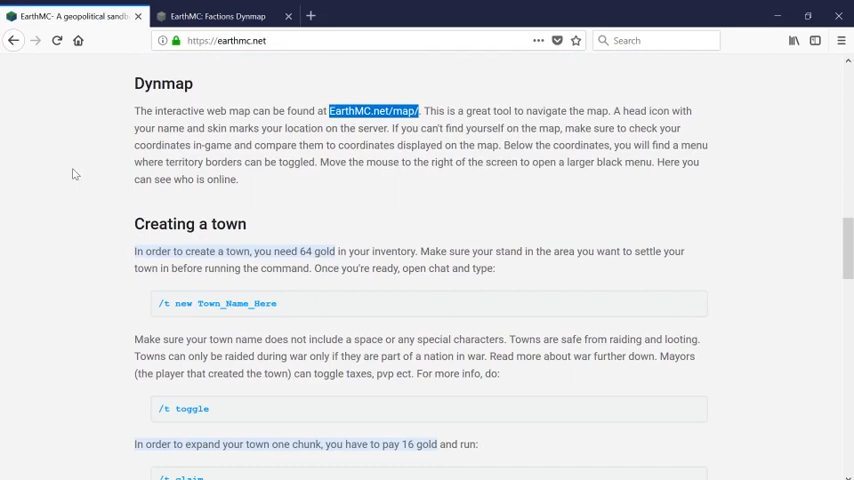 EarthMC- A geopolitical sandb
EarthMC: Factions Dynmap
https://earthmc.net
Search
Dynmap
The interactive web map can be found at EarthMC.net/map/. This is a great tool to navigate the map. A head icon with
your name and skin marks your location on the server. If you can't find yourself on the map, make sure to check your
coordinates in-game and compare them to coordinates displayed on the map. Below the coordinates, you will find a menu
where territory borders can be toggled. Move the mouse to the right of the screen to open a larger black menu. Here you
can see who is online.
Creating a town
In order to create a town, you need 64 gold in your inventory. Make sure your stand in the area you want to settle your
town in before running the command. Once you're ready, open chat and type:
/t new Town_Name_Here
Make sure your town name does not include a space or any special characters. Towns are safe from raiding and looting.
Towns can only be raided during war only if they are part of a nation in war. Read more about war further down. Mayors
(the player that created the town) can toggle taxes, pvp ect. For more info, do:
/t toggle
In order to expand your town one chunk, you have to pay 16 gold and run:
/t claim